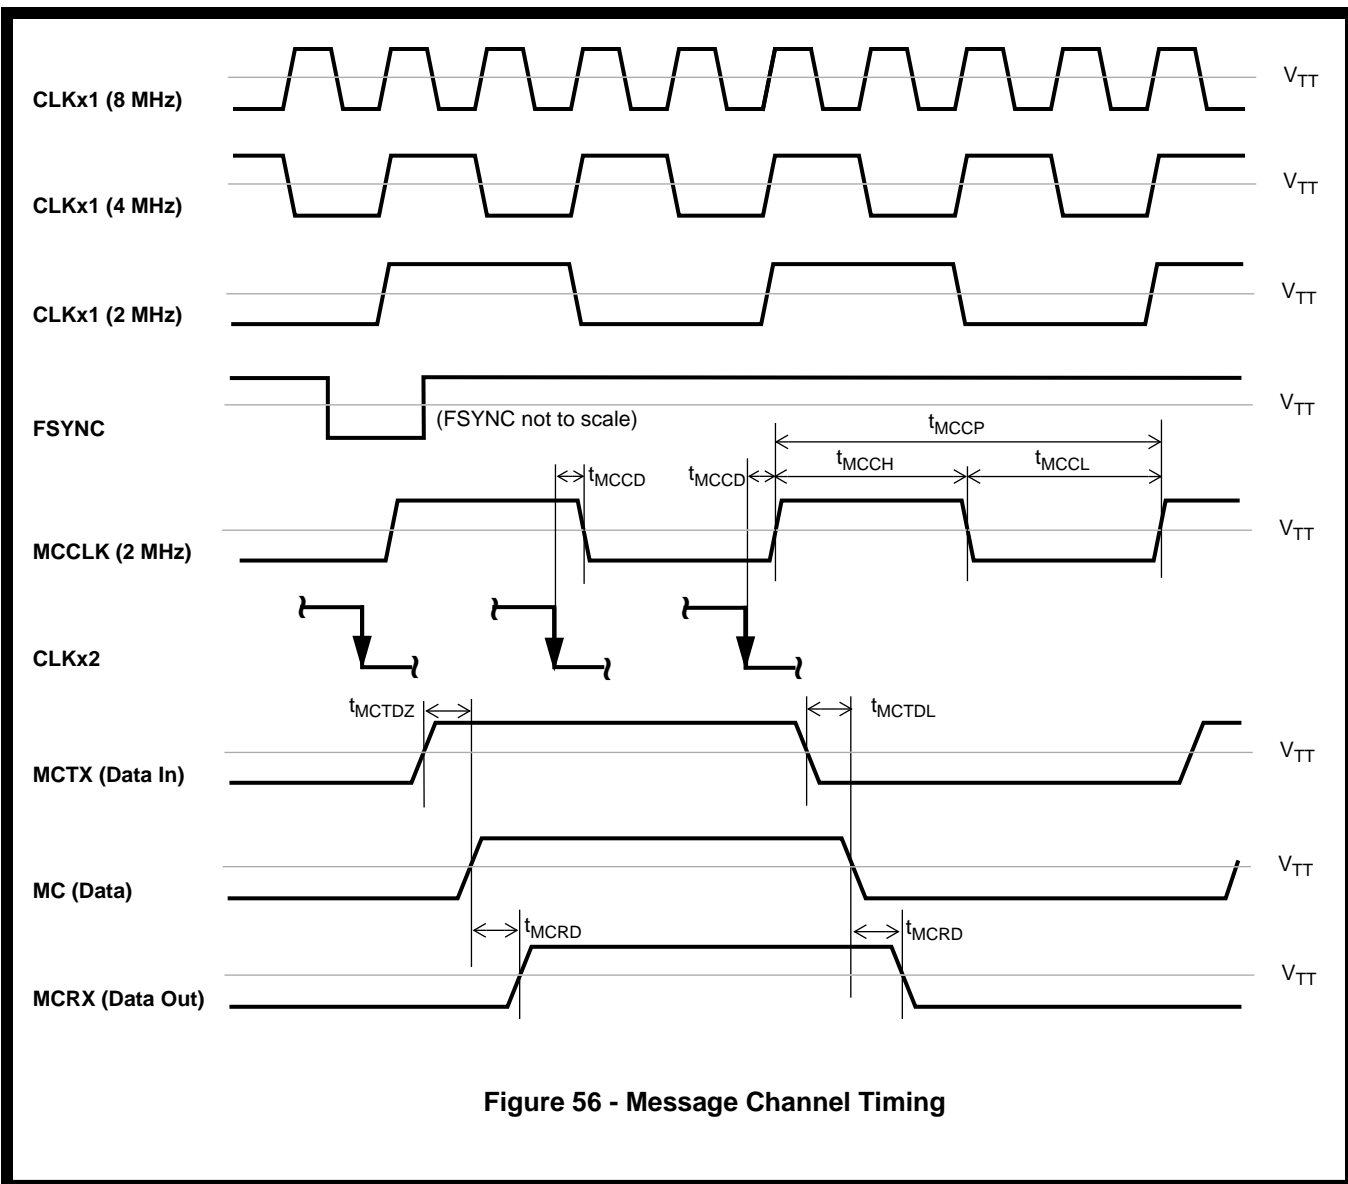 CLKx1 (8 MHz)
VTT
CLKx1 (4 MHz)
VTT
CLKx1 (2 MHz)
VTT
FSYNC
(FSYNC not to scale)
VTT
tMCCP
tMCCD
tMCCD
tMCCH
tMCCL
MCCLK (2 MHz)
VTT
CLKx2
tMCTDZ
tMCTDL
MCTX (Data In)
VTT
MC (Data)
VTT
tMCRD
tMCRD
MCRX (Data Out)
VTT
Figure 56 - Message Channel Timing